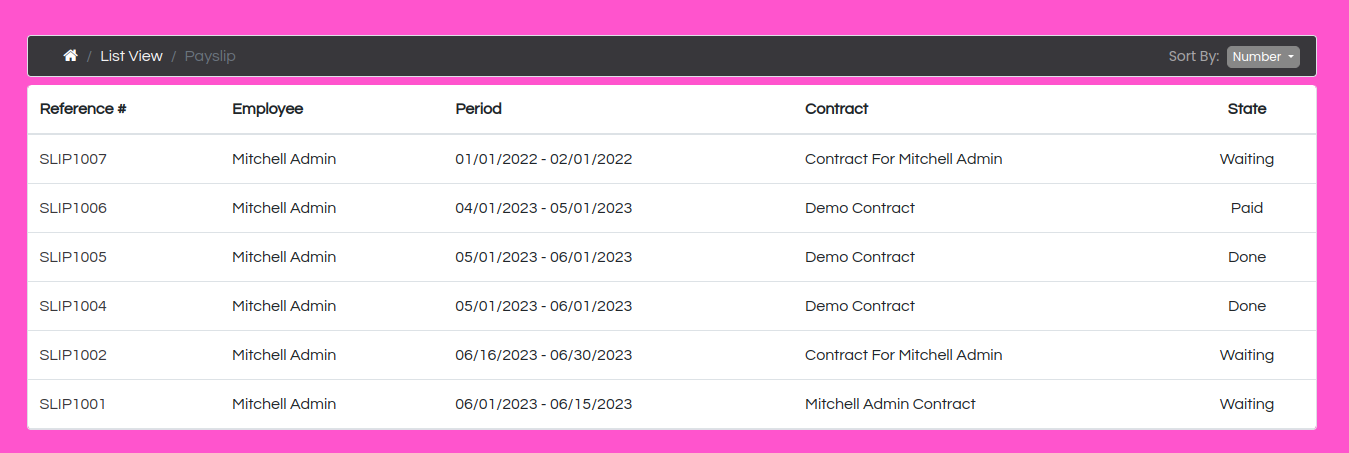 / List View / Payslip Sort By: Number
Reference # Employee Period Contract State
SLIP1007 Mitchell Admin 01/01/2022 - 02/01/2022 Contract For Mitchell Admin Waiting
SLIP1006 Mitchell Admin 04/01/2023 - 05/01/2023 Demo Contract Paid
SLIP1005 Mitchell Admin 05/01/2023 - 06/01/2023 Demo Contract Done
SLIP1004 Mitchell Admin 05/01/2023 - 06/01/2023 Demo Contract Done
SLIP1002 Mitchell Admin 06/16/2023 - 06/30/2023 Contract For Mitchell Admin Waiting
SLIP1001 Mitchell Admin 06/01/2023 - 06/15/2023 Mitchell Admin Contract Waiting